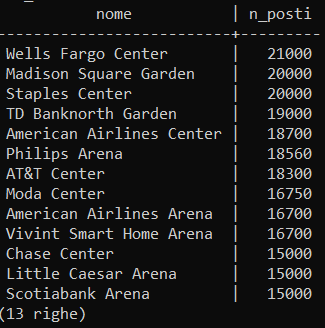 nome | n_posti
--------------------------+---------
Wells Fargo Center | 21000
Madison Square Garden | 20000
Staples Center | 20000
TD Banknorth Garden | 19000
American Airlines Center | 18700
Philips Arena | 18560
AT&T Center | 18300
Moda Center | 16750
American Airlines Arena | 16700
Vivint Smart Home Arena | 16700
Chase Center | 15000
Little Caesar Arena | 15000
Scotiabank Arena | 15000
(13 righe)